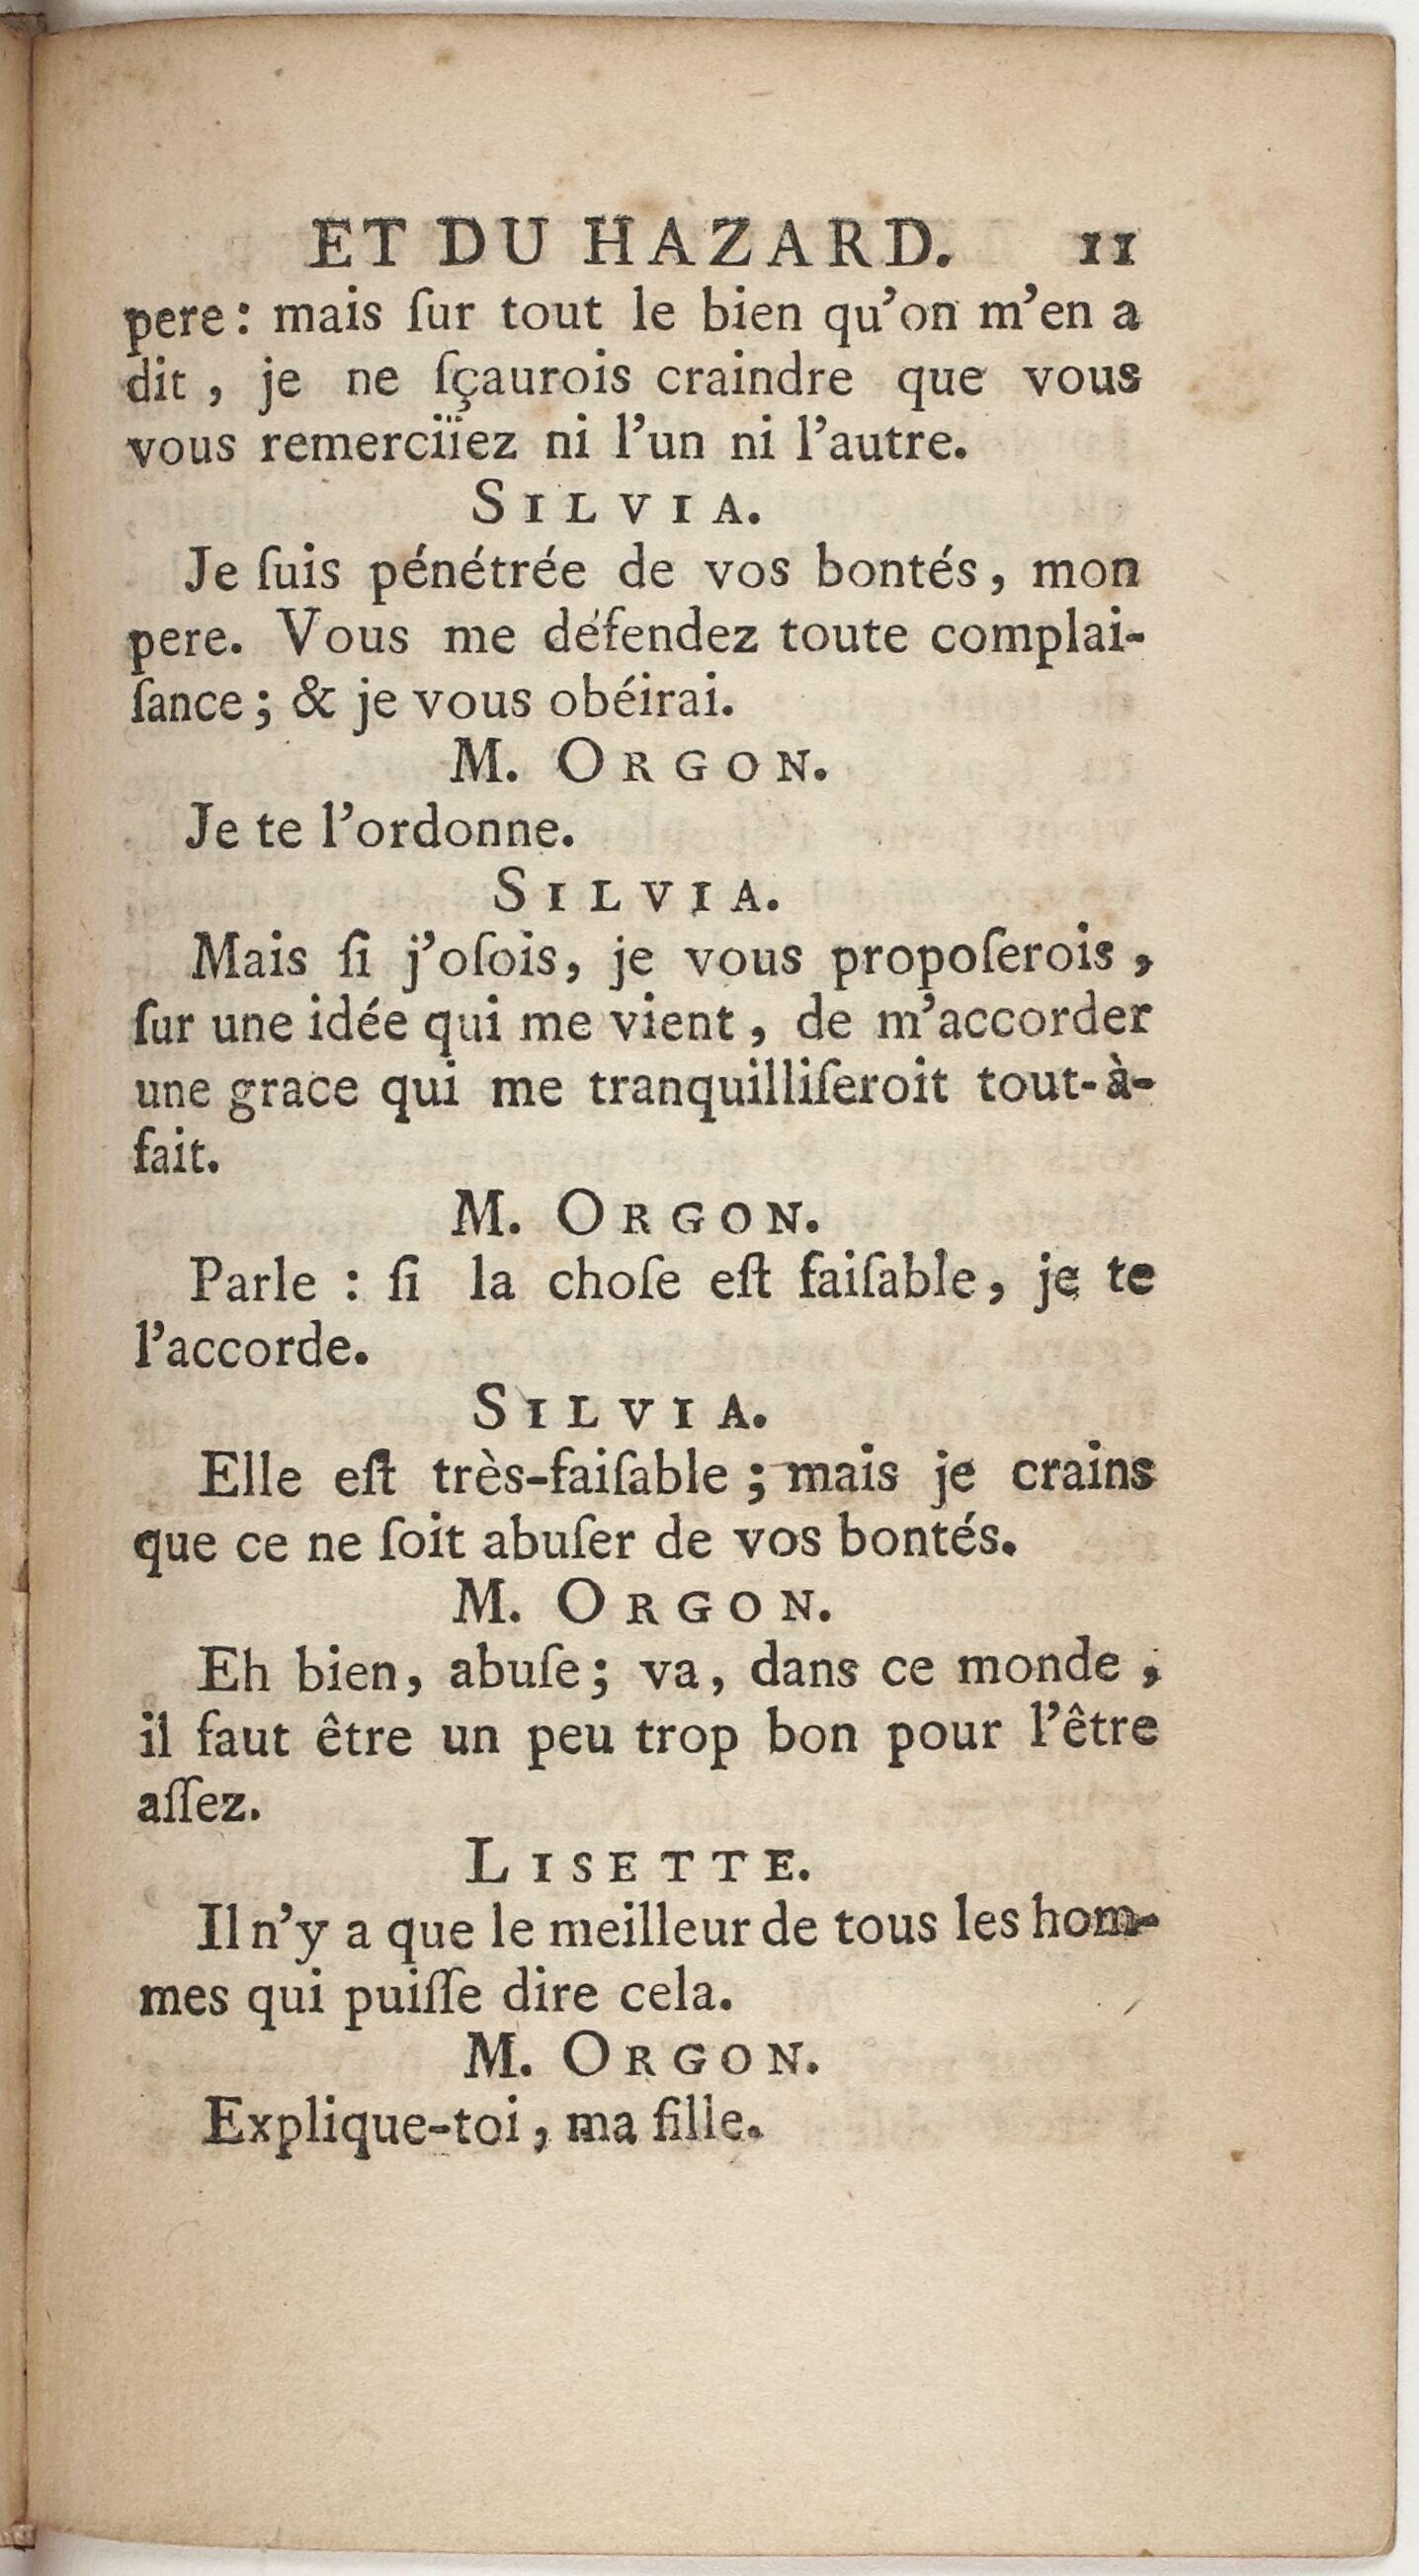 ET DU HAZARD. 11
pere : mais ſur tout le bien qu'on m'en a
dit , je ne ſçaurois craindre que vous
vous remerciïez ni l'un ni l'autre.
SILVIA.
Je ſuis pénétrée de vos bontés, mon
pere. Vous me défendez toute complai-
ſance ; & je vous obéirai.
M. ORGON.
Je te l'ordonne.
SILVIA.
Mais ſi j'oſois, je vous propoſerois ,
ſur une idée qui me vient , de m'accorder
une grace qui me tranquilliſeroit tout-à-
fait.
M. ORGON.
Parle : ſi la choſe eſt faiſable, je te
l'accorde.
SILVIA.
Elle eſt très-faiſable ; mais je crains
que ce ne ſoit abuſer de vos bontés.
M. ORGON.
Eh bien, abuſe ; va, dans ce monde ,
il faut être un peu trop bon pour l'être
aſſez.
LISETTE.
Il n'y a que le meilleur de tous les hom-
mes qui puiſſe dire cela.
M. ORGON.
Explique-toi , ma fille.